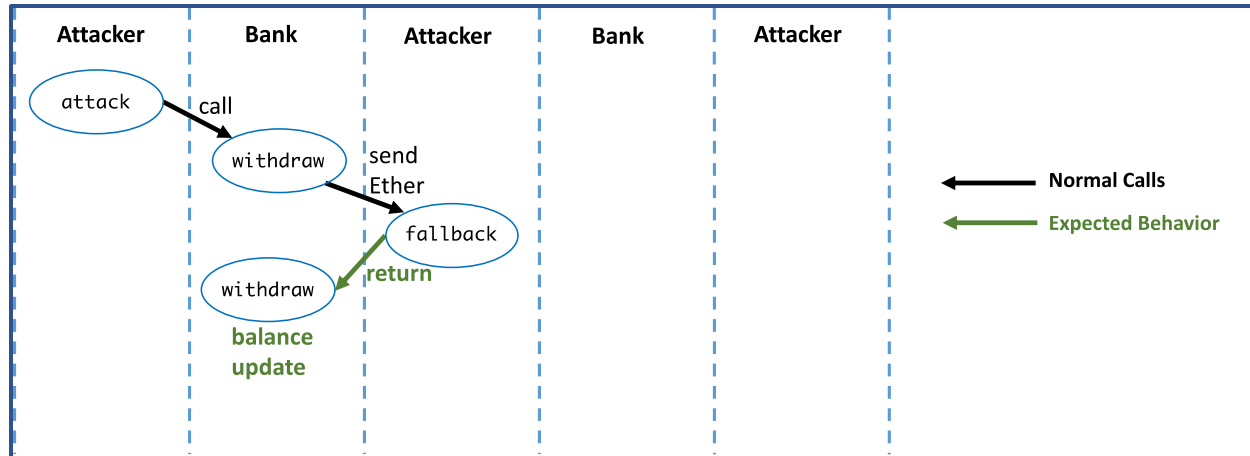 Attacker
Bank
Attacker
Bank
Attacker
attack
call
withdraw
send
Ether
fallback
return
withdraw
balance
update
Normal Calls
Expected Behavior